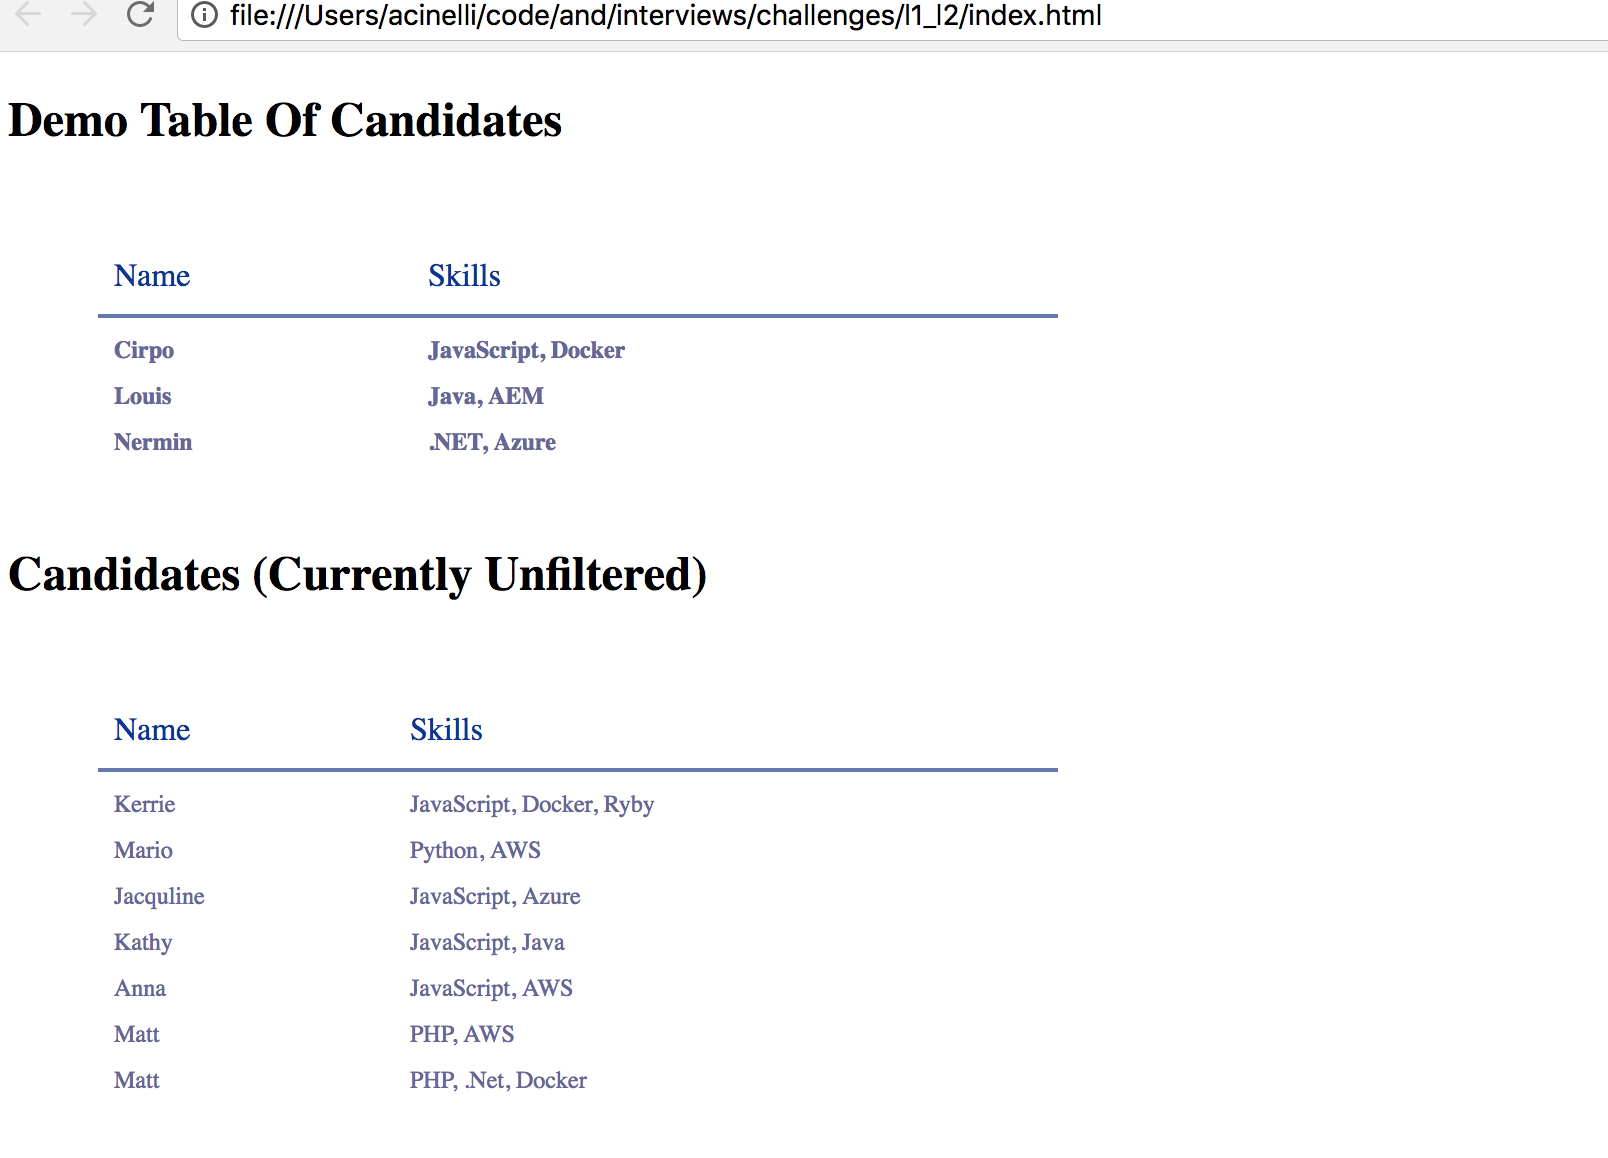 file:///Users/acinelli/code/and/interviews/challenges/l1_l2/index.html
Demo Table Of Candidates
Name Skills
Cirpo JavaScript, Docker
Louis Java, AEM
Nermin .NET, Azure
Candidates (Currently Unfiltered)
Name Skills
Kerrie JavaScript, Docker, Ryby
Mario Python, AWS
Jacquline JavaScript, Azure
Kathy JavaScript, Java
Anna JavaScript, AWS
Matt PHP, AWS
Matt PHP, .Net, Docker